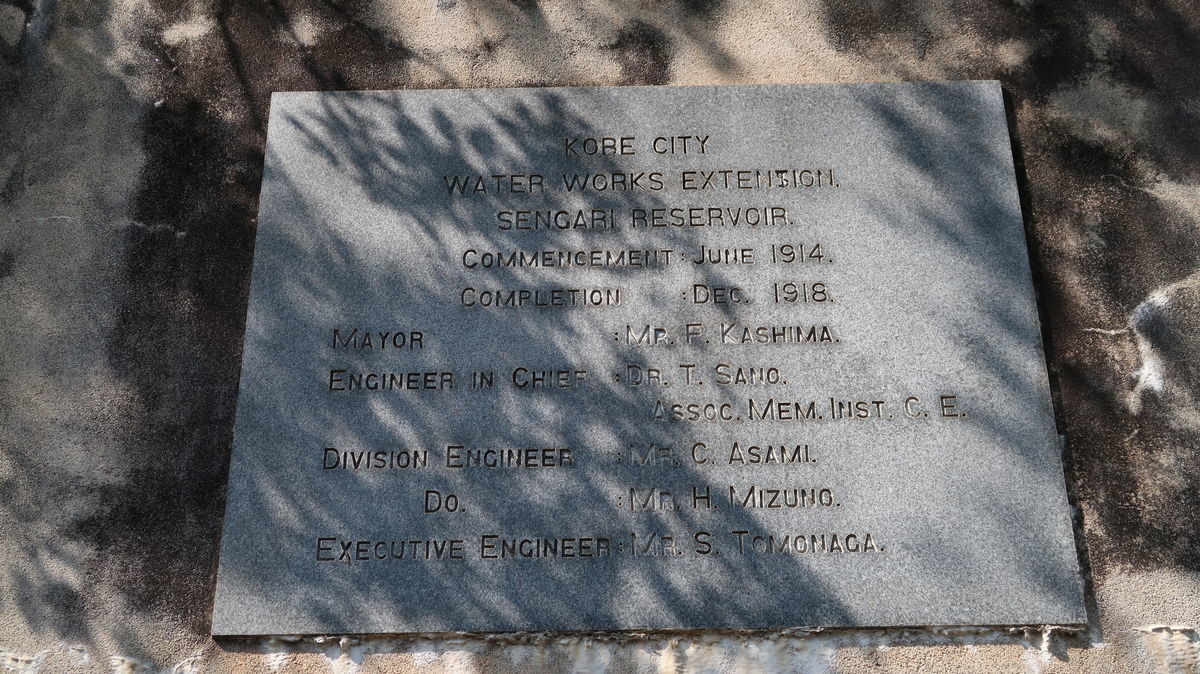 KOBE CITY
WATER WORKS EXTENSION.
SENGARI RESERVOIR.
COMMENCEMENT : JUNE 1914.
COMPLETION : DEC. 1918.
MAYOR : MR. F. KASHIMA.
ENGINEER IN CHIEF : DR. T. SANO.
ASSOC. MEM. INST. C. E.
DIVISION ENGINEER : MR. C. ASAMI.
DO. : MR. H. MIZUNO.
EXECUTIVE ENGINEER : MR. S. TOMONAGA.